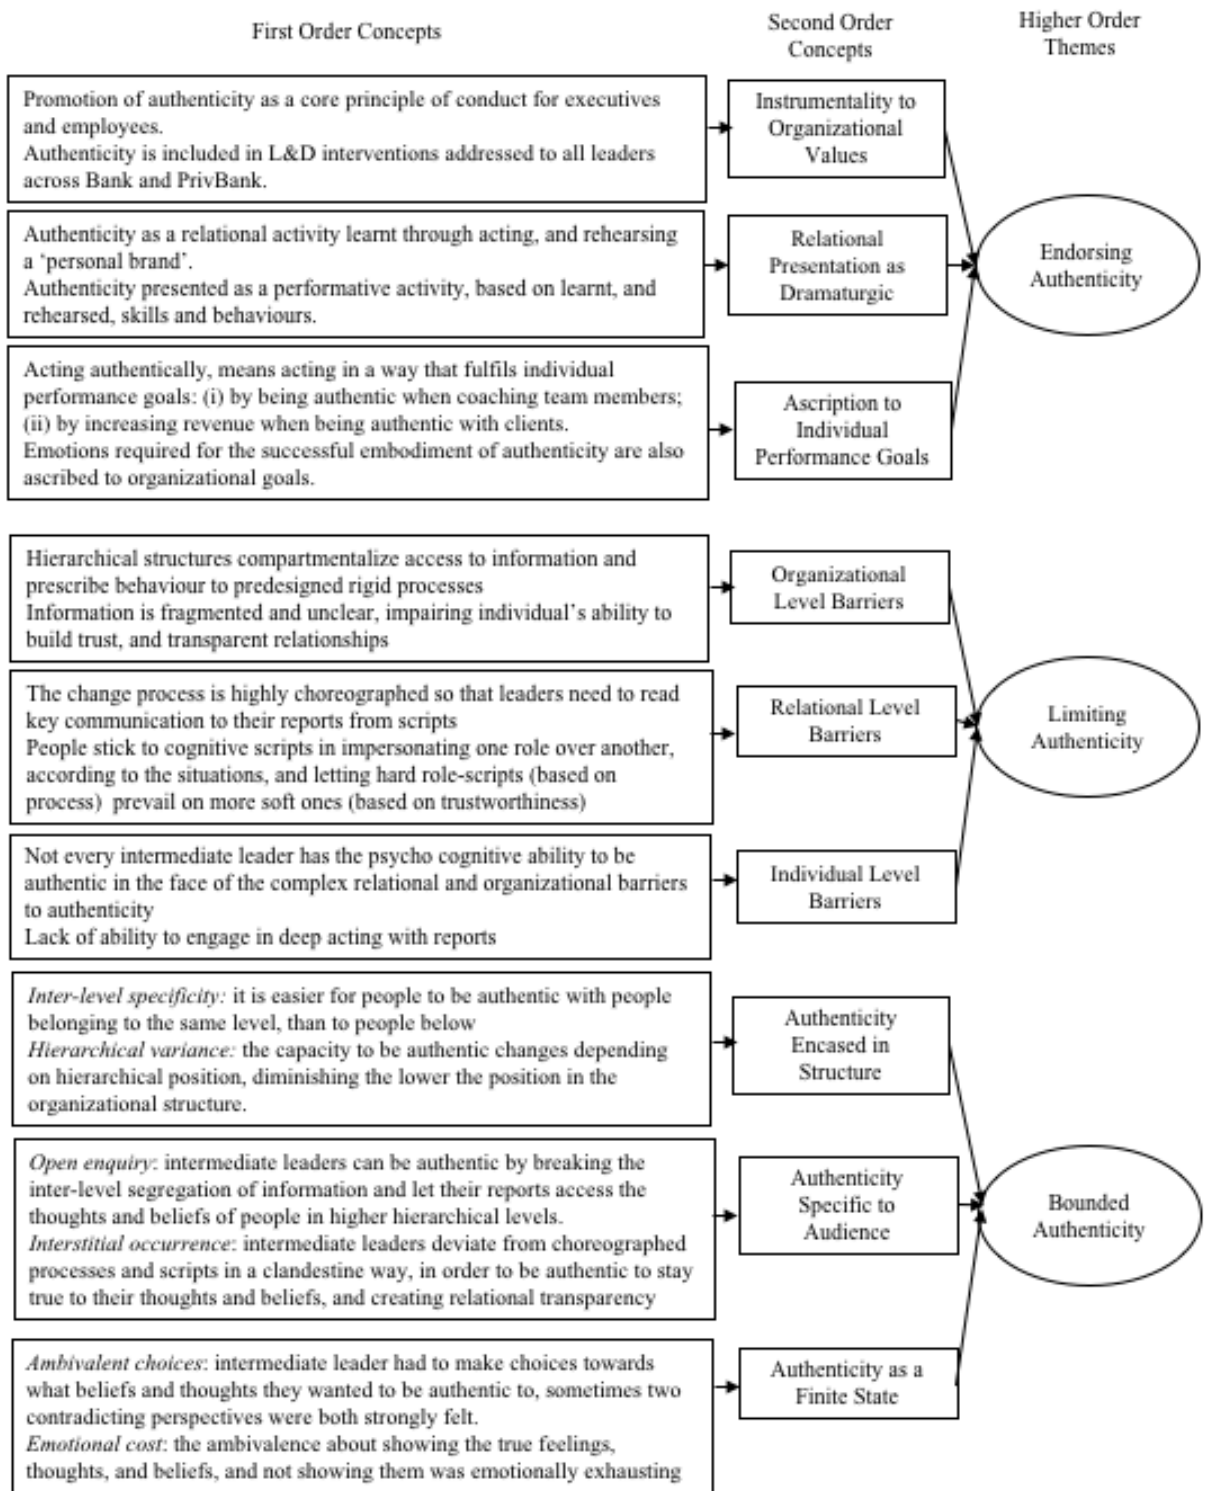 First Order Concepts
Second Order
Concepts
Higher Order
Themes
Promotion of authenticity as a core principle of conduct for executives
and employees.
Authenticity is included in L&D interventions addressed to all leaders
across Bank and PrivBank.
Instrumentality to
Organizational
Values
Authenticity as a relational activity learnt through acting, and rehearsing
a ‘personal brand’.
Authenticity presented as a performative activity, based on learnt, and
rehearsed, skills and behaviours.
Relational
Presentation as
Dramaturgic
Endorsing
Authenticity
Acting authentically, means acting in a way that fulfils individual
performance goals: (i) by being authentic when coaching team members;
(ii) by increasing revenue when being authentic with clients.
Emotions required for the successful embodiment of authenticity are also
ascribed to organizational goals.
Ascription to
Individual
Performance Goals
Hierarchical structures compartmentalize access to information and
prescribe behaviour to predesigned rigid processes
Information is fragmented and unclear, impairing individual’s ability to
build trust, and transparent relationships
Organizational
Level Barriers
The change process is highly choreographed so that leaders need to read
key communication to their reports from scripts
People stick to cognitive scripts in impersonating one role over another,
according to the situations, and letting hard role-scripts (based on
process) prevail on more soft ones (based on trustworthiness)
Relational Level
Barriers
Limiting
Authenticity
Not every intermediate leader has the psycho cognitive ability to be
authentic in the face of the complex relational and organizational barriers
to authenticity
Lack of ability to engage in deep acting with reports
Individual Level
Barriers
Inter-level specificity: it is easier for people to be authentic with people
belonging to the same level, than to people below
Hierarchical variance: the capacity to be authentic changes depending
on hierarchical position, diminishing the lower the position in the
organizational structure.
Authenticity
Encased in
Structure
Open enquiry: intermediate leaders can be authentic by breaking the
inter-level segregation of information and let their reports access the
thoughts and beliefs of people in higher hierarchical levels.
Interstitial occurrence: intermediate leaders deviate from choreographed
processes and scripts in a clandestine way, in order to be authentic to stay
true to their thoughts and beliefs, and creating relational transparency
Authenticity
Specific to
Audience
Bounded
Authenticity
Ambivalent choices: intermediate leader had to make choices towards
what beliefs and thoughts they wanted to be authentic to, sometimes two
contradicting perspectives were both strongly felt.
Emotional cost: the ambivalence about showing the true feelings,
thoughts, and beliefs, and not showing them was emotionally exhausting
Authenticity as a
Finite State